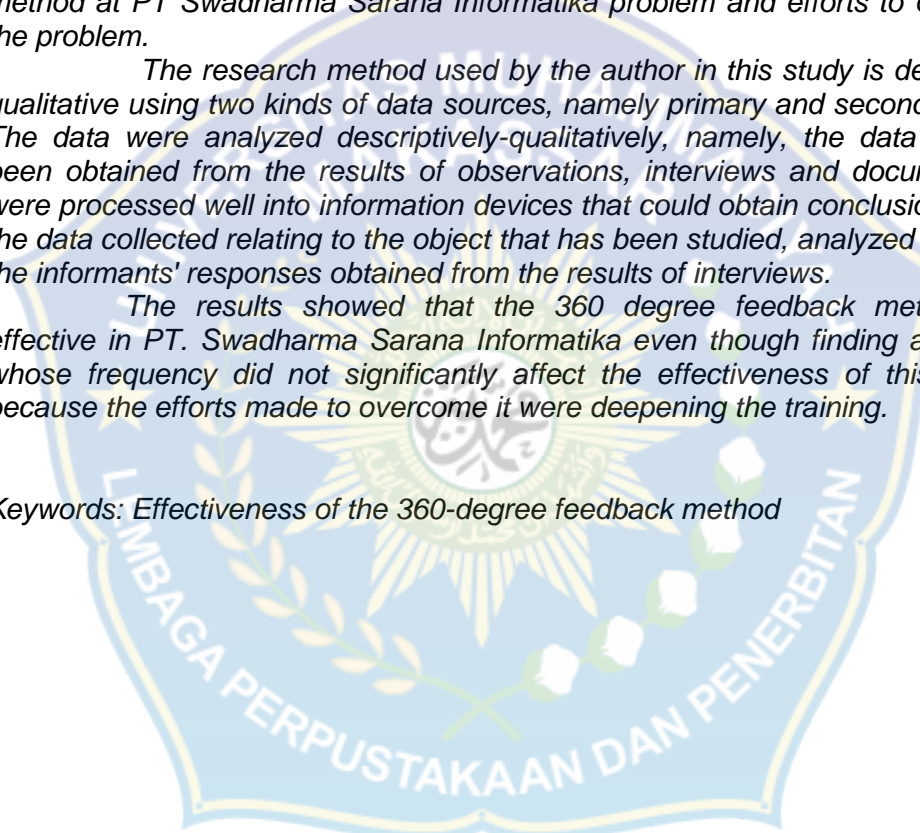 method at PT Swadharma Sarana Informatika problem and efforts to
the problem.
The research method used by the author in this study is
qualitative using two kinds of data sources, namely primary and
The data were analyzed descriptively-qualitatively, namely, the data
been obtained from the results of observations, interviews and
were processed well into information devices that could obtain
the data collected relating to the object that has been studied, analyzed
the informants' responses obtained from the results of interviews.
The results showed that the 360 degree feedback
effective in PT. Swadharma Sarana Informatika even though finding
whose frequency did not significantly affect the effectiveness of this
because the efforts made to overcome it were deepening the training.
Keywords: Effectiveness of the 360-degree feedback method
UNIVERSITAS MUHAMMADIYAH
MAKASSAR
LEMBAGA PERPUSTAKAAN DAN PENERBITAN